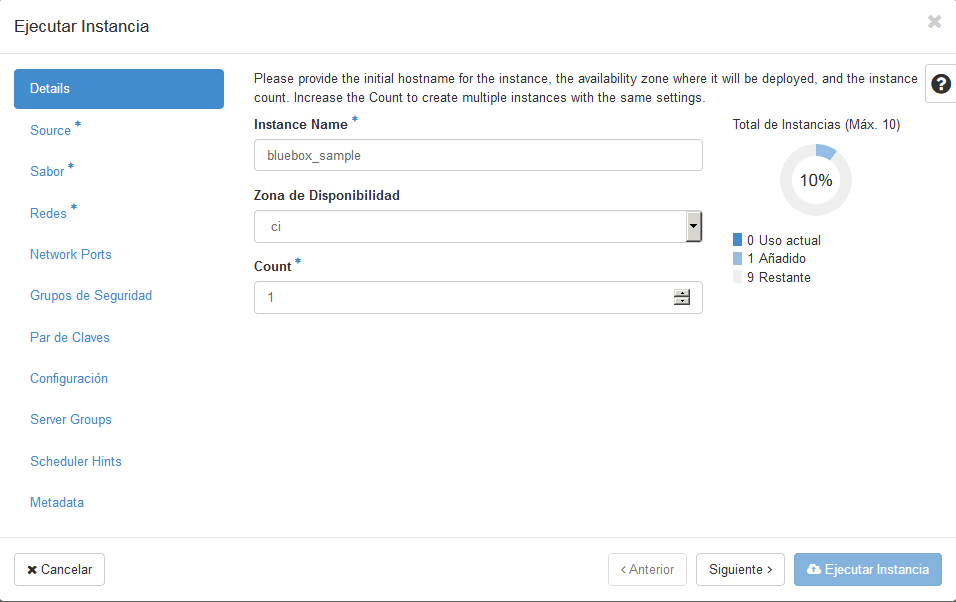 Ejecutar Instancia
Details
Source *
Sabor *
Redes *
Network Ports
Grupos de Seguridad
Par de Claves
Configuración
Server Groups
Scheduler Hints
Metadata
Please provide the initial hostname for the instance, the availability zone where it will be deployed, and the instance
count. Increase the Count to create multiple instances with the same settings.
Instance Name *
bluebox_sample
Zona de Disponibilidad
ci
Count *
1
Total de Instancias (Máx. 10)
10%
0 Uso actual
1 Añadido
9 Restante
Cancelar
Anterior
Siguiente
Ejecutar Instancia